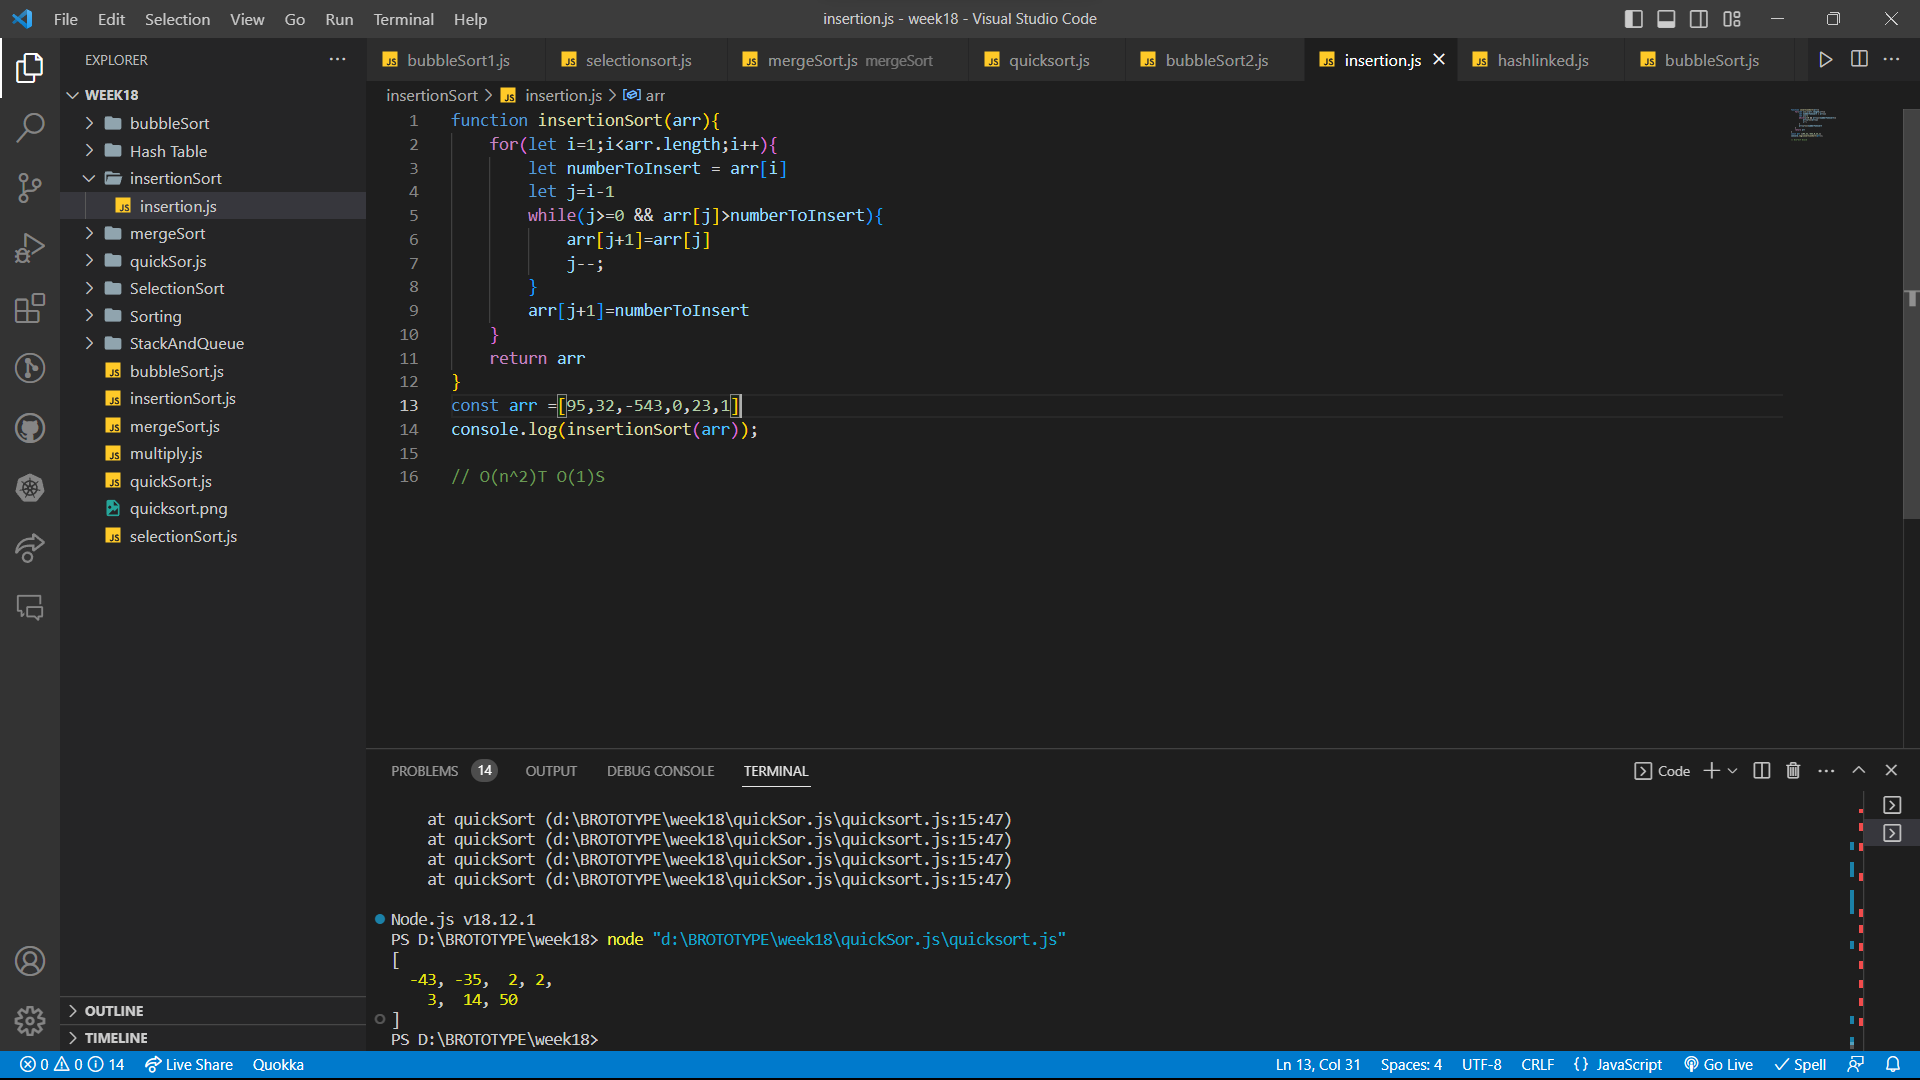 File Edit Selection View Go Run Terminal Help
insertion.js - week18 - Visual Studio Code
EXPLORER
WEEK18
bubbleSort
Hash Table
insertionSort
insertion.js
mergeSort
quickSor.js
SelectionSort
Sorting
StackAndQueue
bubbleSort.js
insertionSort.js
mergeSort.js
multiply.js
quickSort.js
quicksort.png
selectionSort.js
OUTLINE
TIMELINE
bubbleSort1.js selectionsort.js mergeSort.js mergeSort quicksort.js bubbleSort2.js insertion.js hashlinked.js bubbleSort.js
insertionSort > insertion.js > arr
1 function insertionSort(arr){
2 for(let i=1;i<arr.length;i++){
3 let numberToInsert = arr[i]
4 let j=i-1
5 while(j>=0 && arr[j]>numberToInsert){
6 arr[j+1]=arr[j]
7 j--;
8 }
9 arr[j+1]=numberToInsert
10 }
11 return arr
12 }
13 const arr =[95,32,-543,0,23,1]
14 console.log(insertionSort(arr));
15
16 // O(n^2)T O(1)S
PROBLEMS 14 OUTPUT DEBUG CONSOLE TERMINAL
Code
at quickSort (d:\BROTOTYPE\week18\quickSor.js\quicksort.js:15:47)
at quickSort (d:\BROTOTYPE\week18\quickSor.js\quicksort.js:15:47)
at quickSort (d:\BROTOTYPE\week18\quickSor.js\quicksort.js:15:47)
at quickSort (d:\BROTOTYPE\week18\quickSor.js\quicksort.js:15:47)
Node.js v18.12.1
PS D:\BROTOTYPE\week18> node "d:\BROTOTYPE\week18\quickSor.js\quicksort.js"
[
-43, -35, 2, 2,
3, 14, 50
]
PS D:\BROTOTYPE\week18>
0 0 14 Live Share Quokka
Ln 13, Col 31 Spaces: 4 UTF-8 CRLF {} JavaScript Go Live Spell